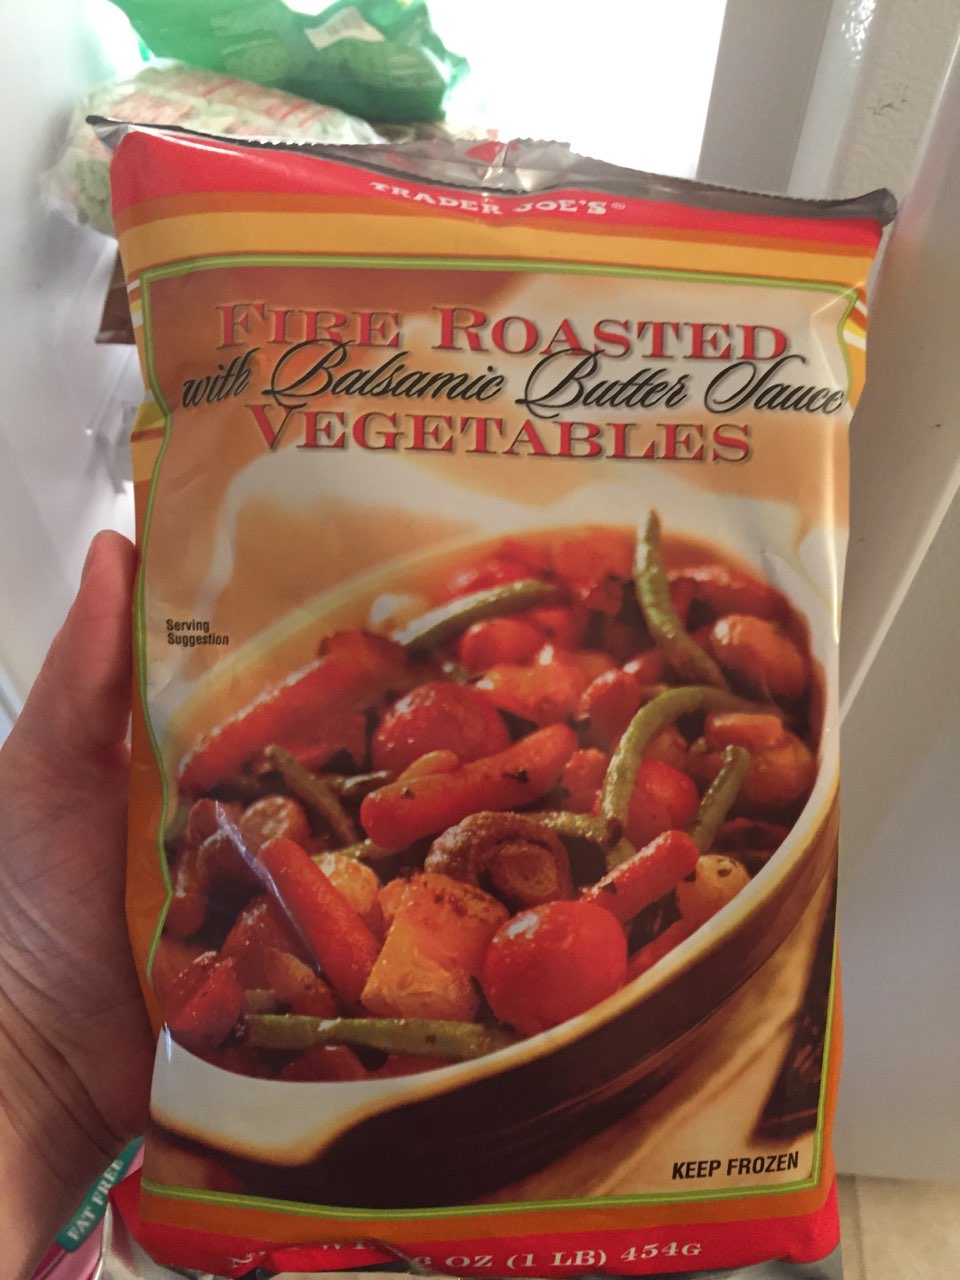 TRADER JOE'S®
FIRE ROASTED
with Balsamic Butter Sauce
VEGETABLES
Serving
Suggestion
KEEP FROZEN
FAT FREE
OZ (1 LB) 454G